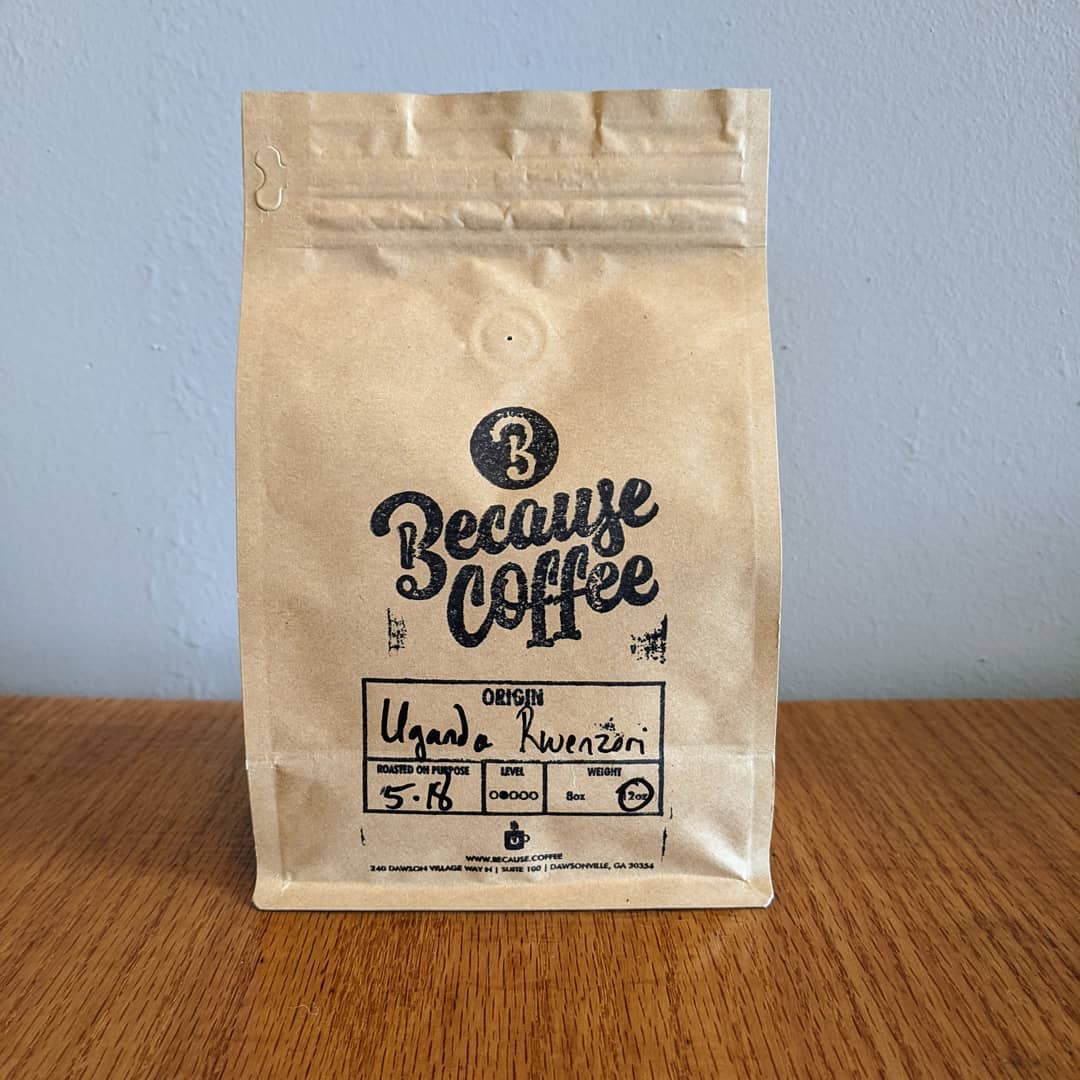 B
Because
Coffee
ORIGIN
Uganda Rwenzori
ROASTED ON PURPOSE LEVEL WEIGHT
5.18 8oz 12oz
WWW.BECAUSE.COFFEE
240 DAWSON VILLAGE WAY N | SUITE 100 | DAWSONVILLE, GA 30534